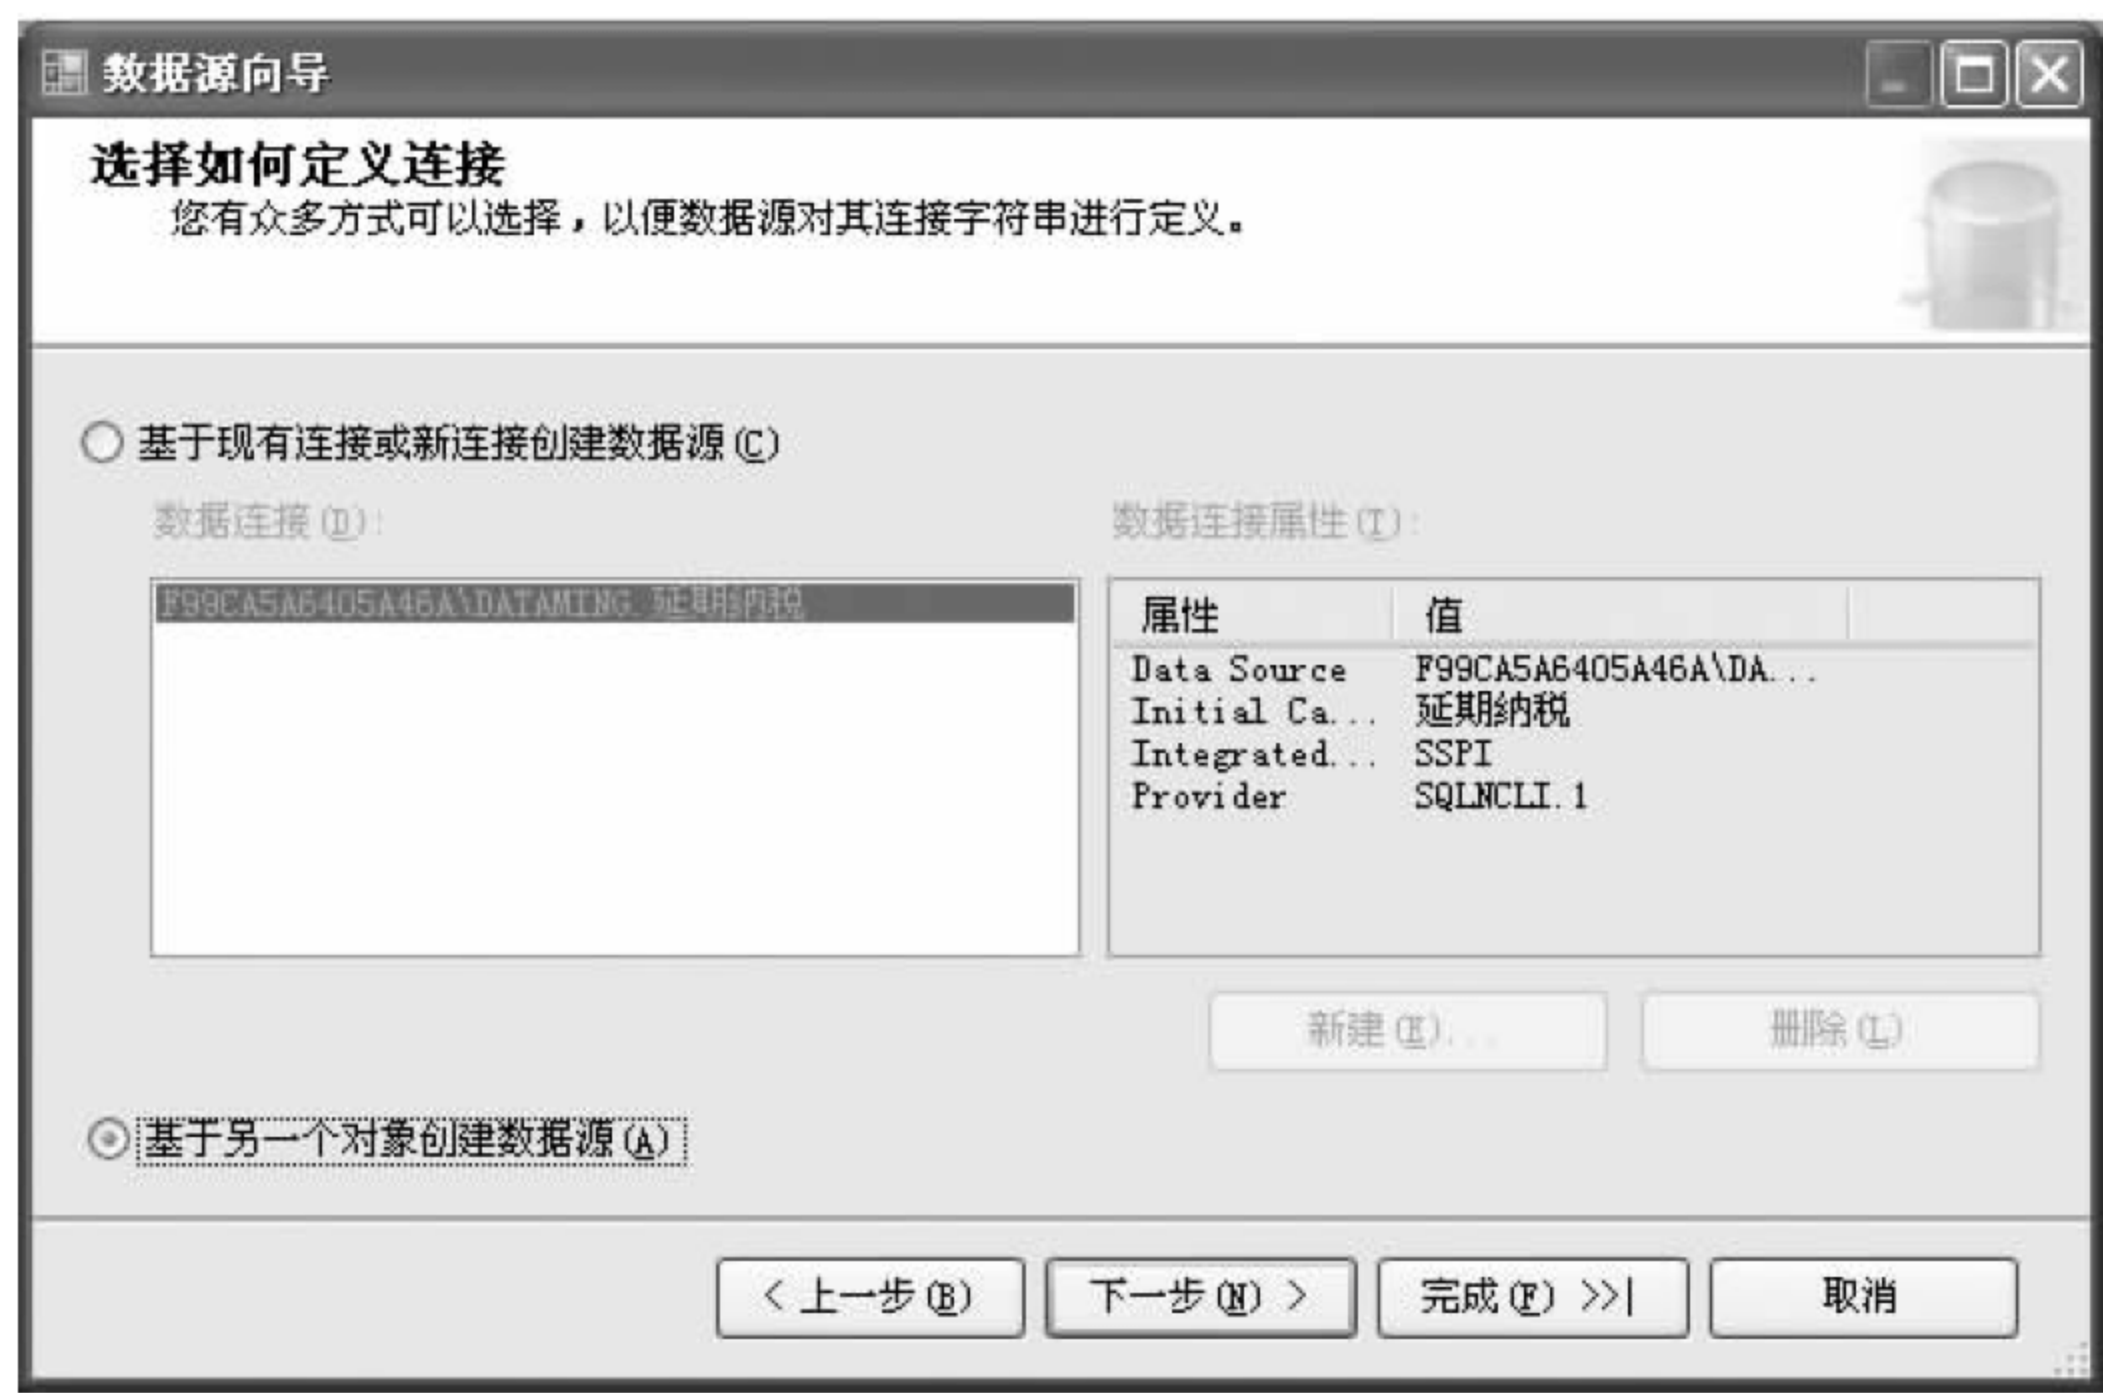 数据源向导
选择如何定义连接
您有众多方式可以选择，以便数据源对其连接字符串进行定义。
基于现有连接或新连接创建数据源(C)
数据连接(D):
数据连接属性(T):
F99CA5A6405A46A\DATAMING.延期纳税
属性 值
Data Source F99CA5A6405A46A\DA...
Initial Ca... 延期纳税
Integrated... SSPI
Provider SQLNCLI.1
新建(E)... 删除(L)
基于另一个对象创建数据源(A)
< 上一步(B) 下一步(N) > 完成(F) >>| 取消